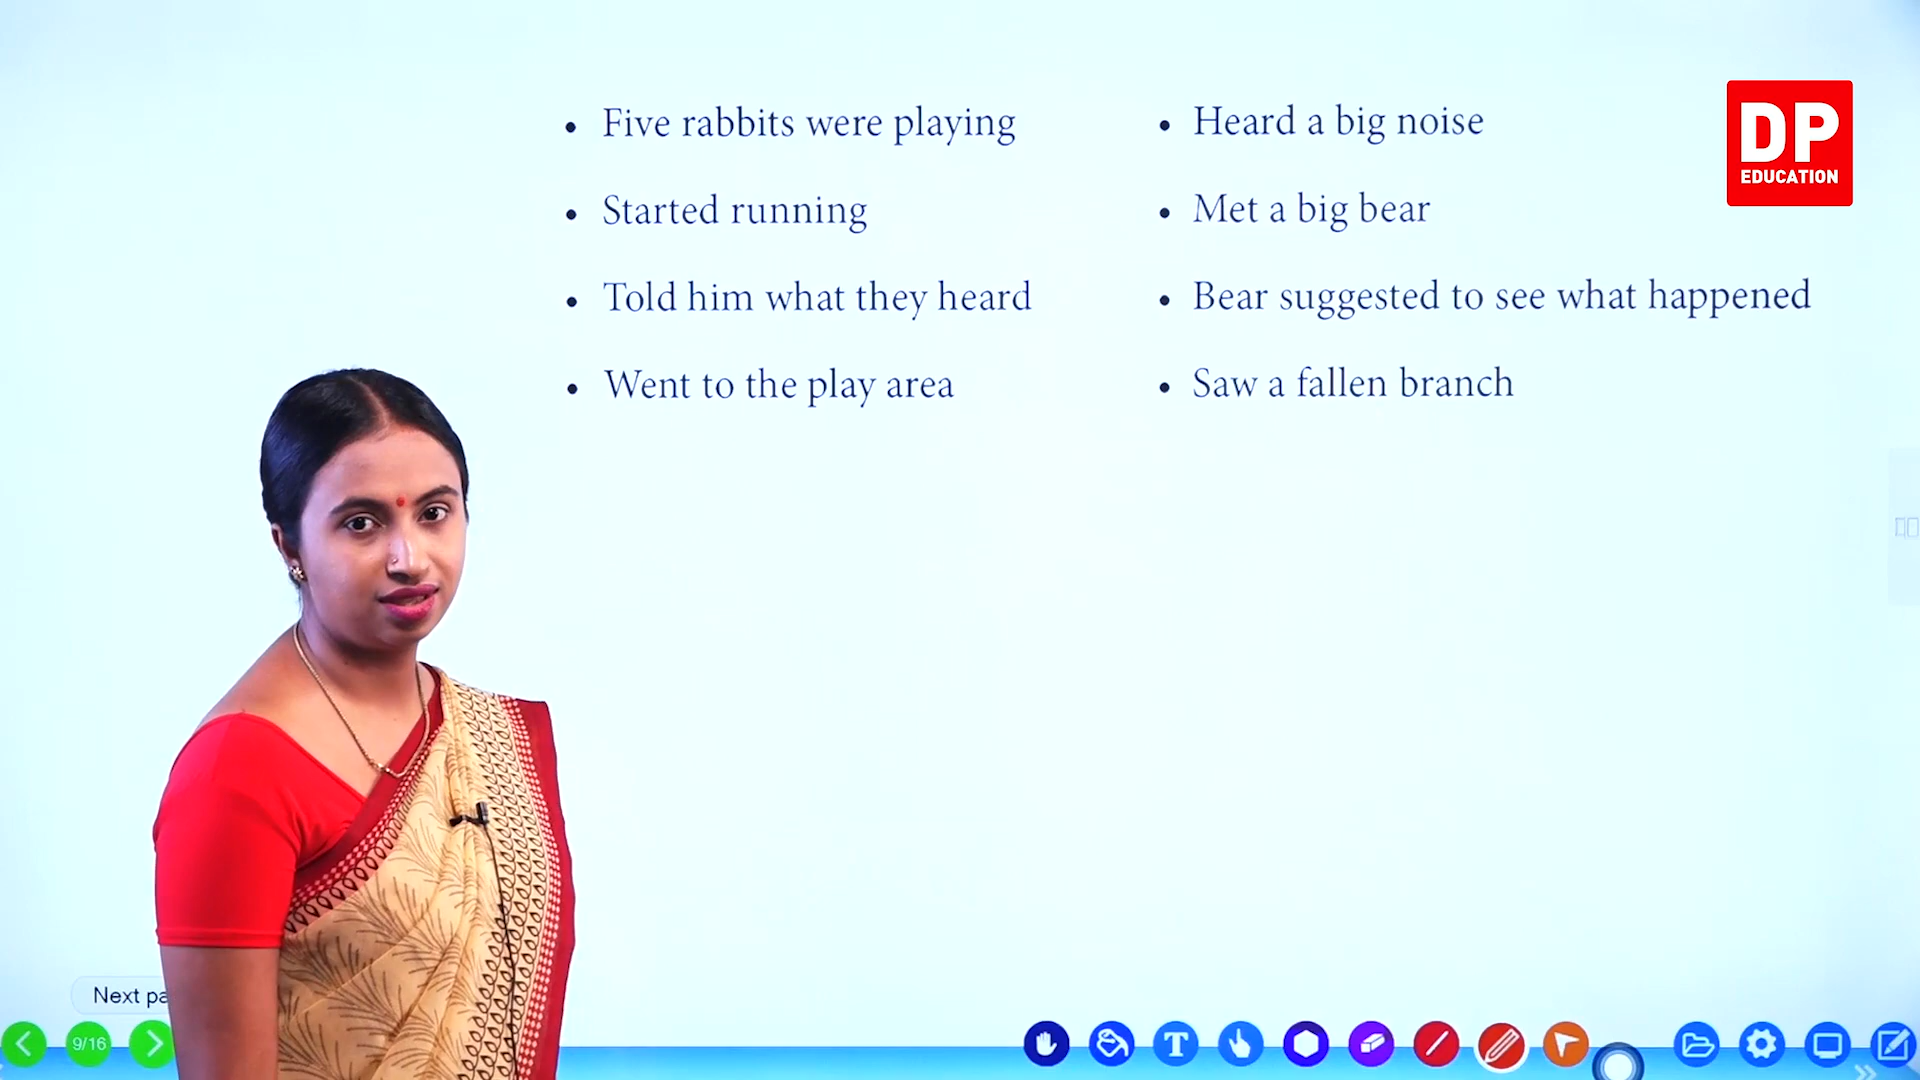 Five rabbits were playing
Heard a big noise
Started running
Met a big bear
Told him what they heard
Bear suggested to see what happened
Went to the play area
Saw a fallen branch
DP
EDUCATION
Next pa
9/16
T